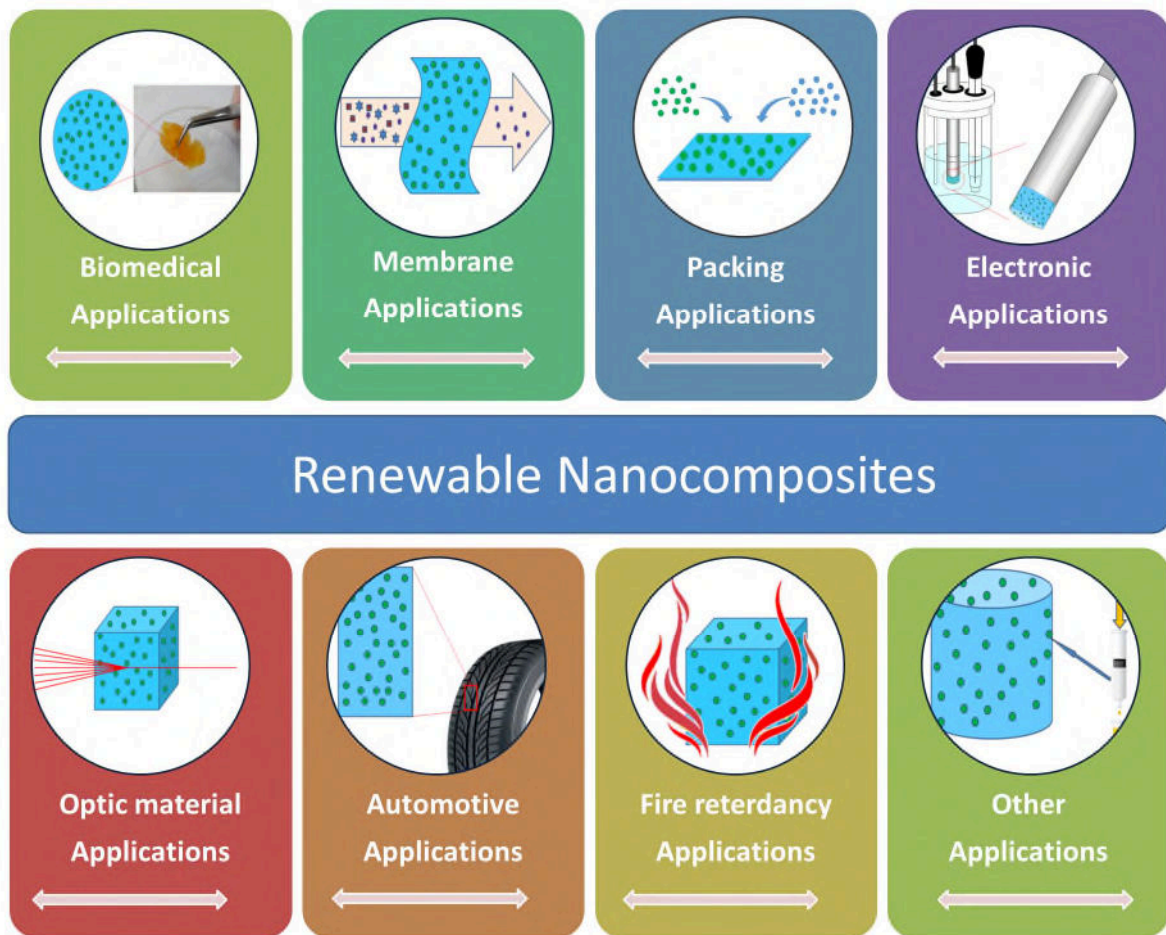 Biomedical
Applications
Membrane
Applications
Packing
Applications
Electronic
Applications
Renewable Nanocomposites
Optic material
Applications
Automotive
Applications
Fire reterdancy
Applications
Other
Applications